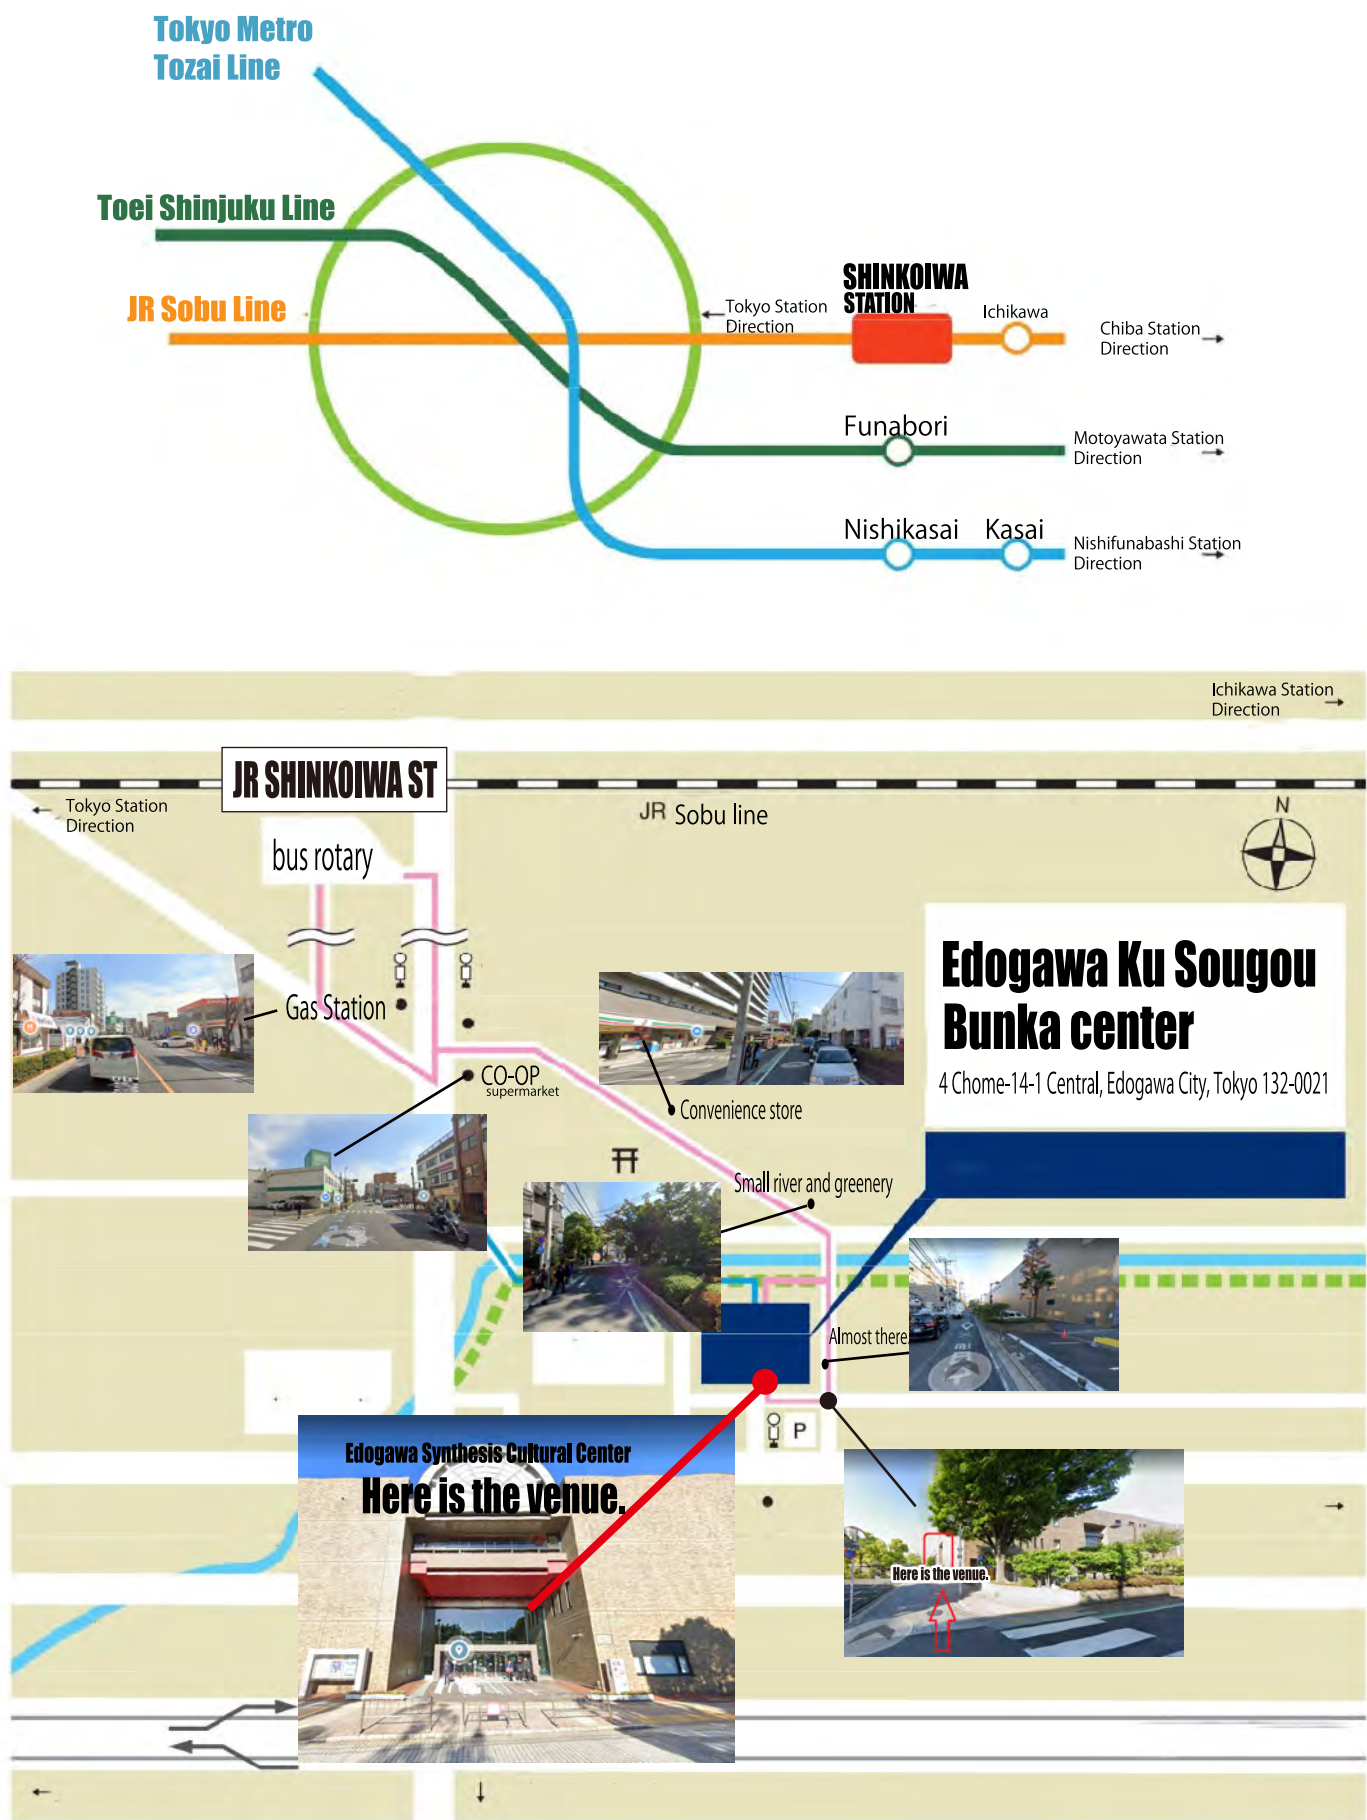 Tokyo Metro
Tozai Line
Toei Shinjuku Line
JR Sobu Line
SHINKOIWA
STATION
Tokyo Station
Direction
Ichikawa
Chiba Station
Direction
Funabori
Motoyawata Station
Direction
Nishikasai
Kasai
Nishifunabashi Station
Direction
Ichikawa Station
Direction
JR SHINKOIWA ST
Tokyo Station
Direction
JR Sobu line
N
bus rotary
Gas Station
CO-OP
supermarket
Convenience store
Edogawa Ku Sougou
Bunka center
4 Chome-14-1 Central, Edogawa City, Tokyo 132-0021
Small river and greenery
Almost there
P
Edogawa Synthesis Cultural Center
Here is the venue.
Here is the venue.